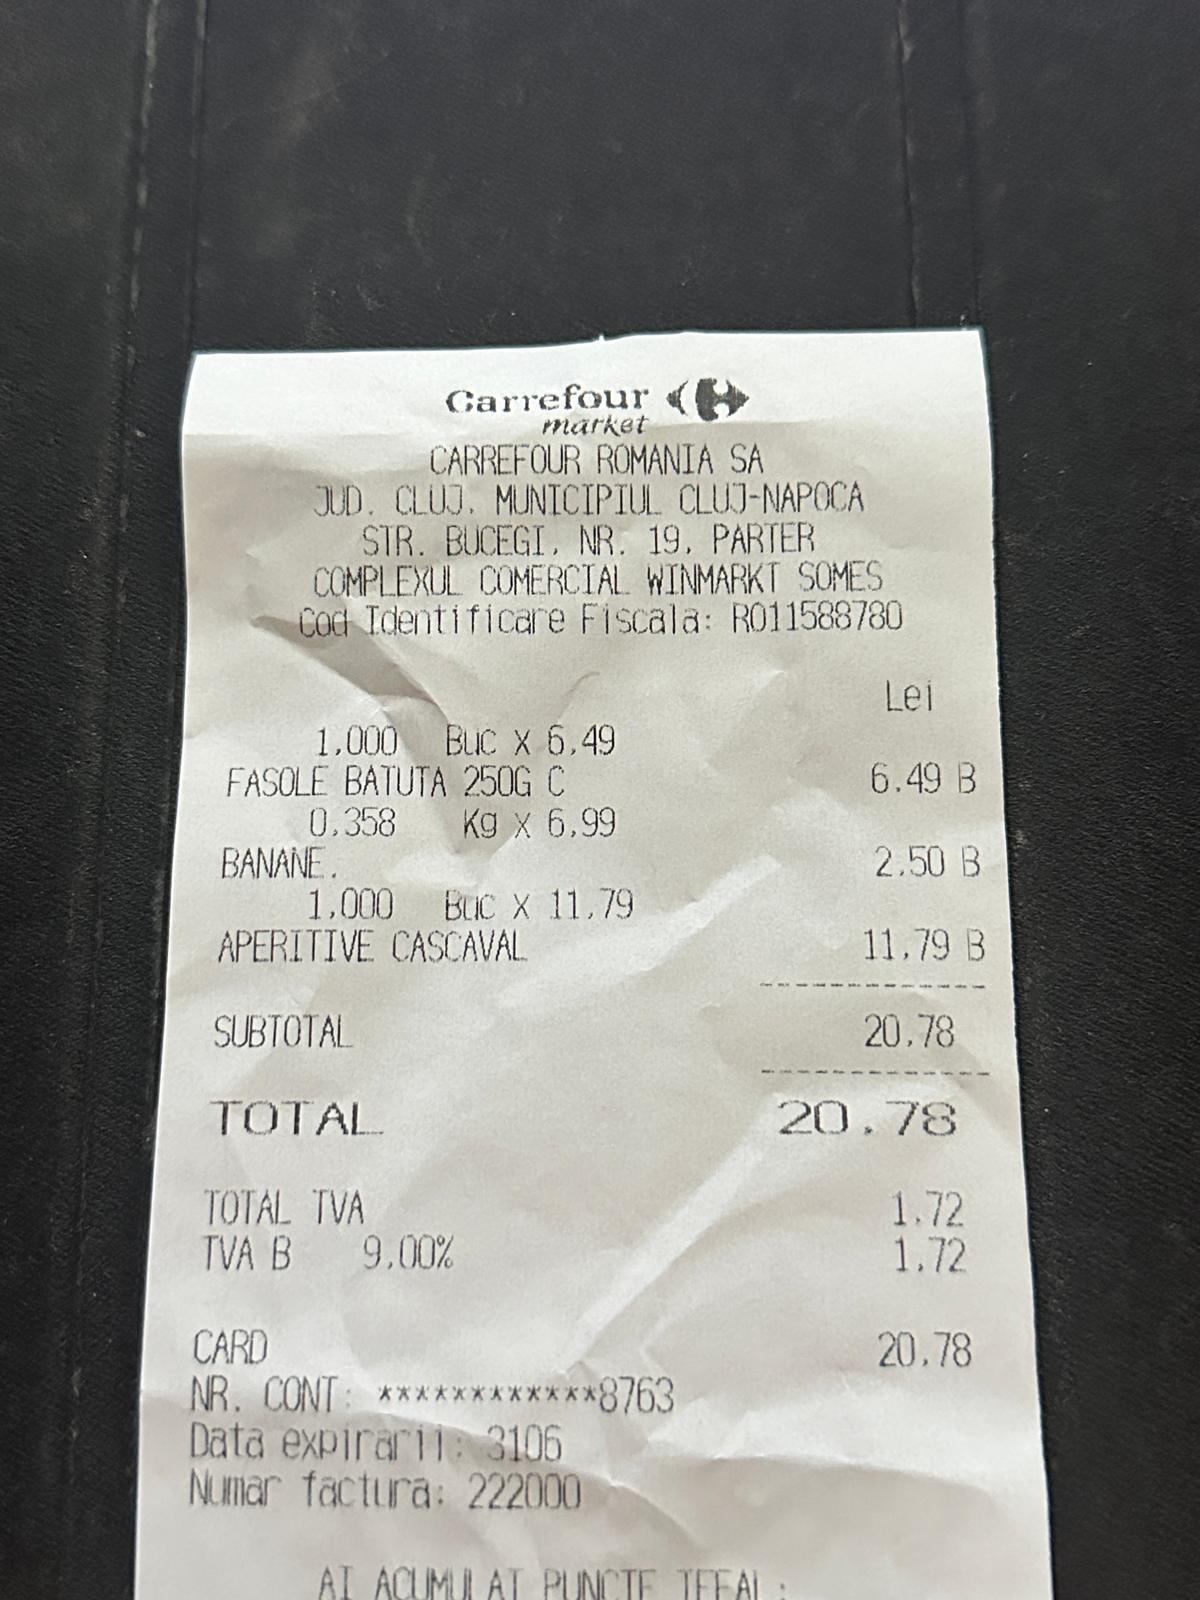 Carrefour
market
CARREFOUR ROMANIA SA
JUD. CLUJ, MUNICIPIUL CLUJ-NAPOCA
STR. BUCEGI, NR. 19, PARTER
COMPLEXUL COMERCIAL WINMARKT SOMES
Cod Identificare Fiscala: RO11588780
Lei
1,000 Buc X 6,49
FASOLE BATUTA 250G C 6.49 B
0,358 Kg X 6,99
BANANE. 2,50 B
1,000 Buc X 11,79
APERITIVE CASCAVAL 11,79 B
SUBTOTAL 20,78
TOTAL 20.78
TOTAL TVA 1.72
TVA B 9,00% 1,72
CARD 20,78
NR. CONT: ************8763
Data expirarii: 3106
Numar factura: 222000
AI ACUMULAT PUNCTE